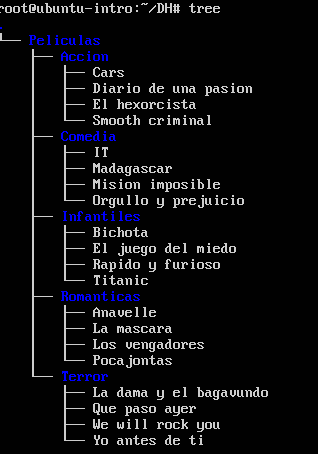 root@ubuntu-intro:~/DH# tree
.
└── Peliculas
    ├── Accion
    │   ├── Cars
    │   ├── Diario de una pasion
    │   ├── El hexorcista
    │   └── Smooth criminal
    ├── Comedia
    │   ├── IT
    │   ├── Madagascar
    │   ├── Mision imposible
    │   └── Orgullo y prejuicio
    ├── Infantiles
    │   ├── Bichota
    │   ├── El juego del miedo
    │   ├── Rapido y furioso
    │   └── Titanic
    ├── Romanticas
    │   ├── Anavelle
    │   ├── La mascara
    │   ├── Los vengadores
    │   └── Pocajontas
    └── Terror
        ├── La dama y el bagavundo
        ├── Que paso ayer
        ├── We will rock you
        └── Yo antes de ti